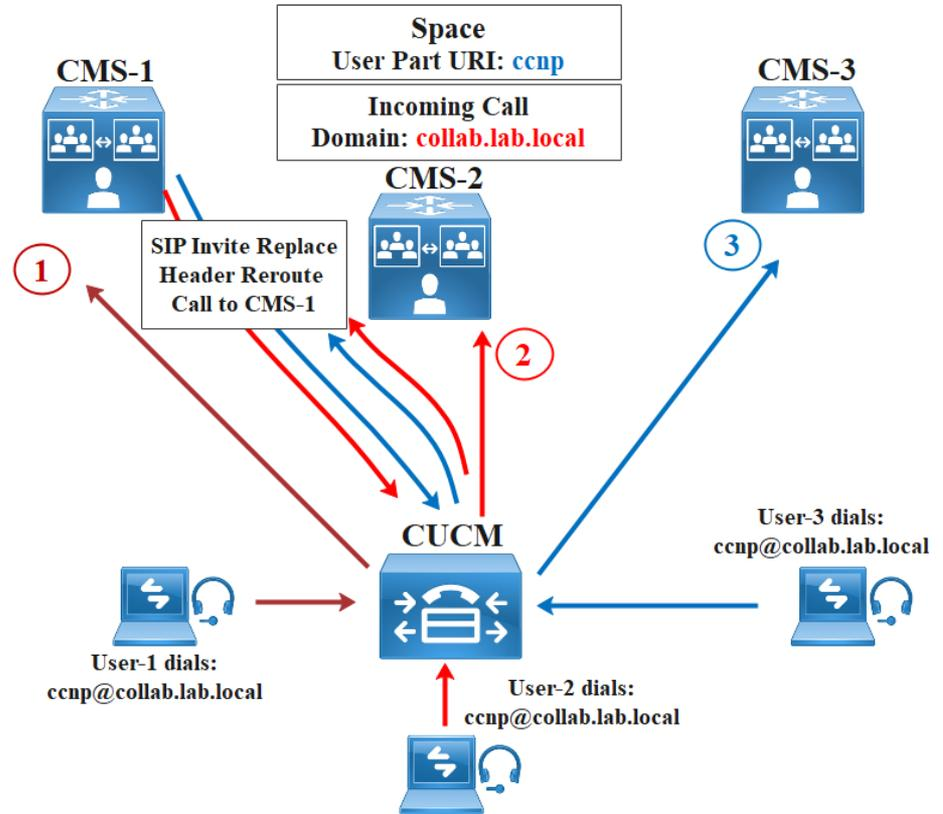 Space
User Part URI: ccnp
CMS-1
CMS-3
Incoming Call
Domain: collab.lab.local
CMS-2
SIP Invite Replace
Header Reroute
Call to CMS-1
1
3
2
CUCM
User-3 dials:
ccnp@collab.lab.local
User-1 dials:
ccnp@collab.lab.local
User-2 dials:
ccnp@collab.lab.local